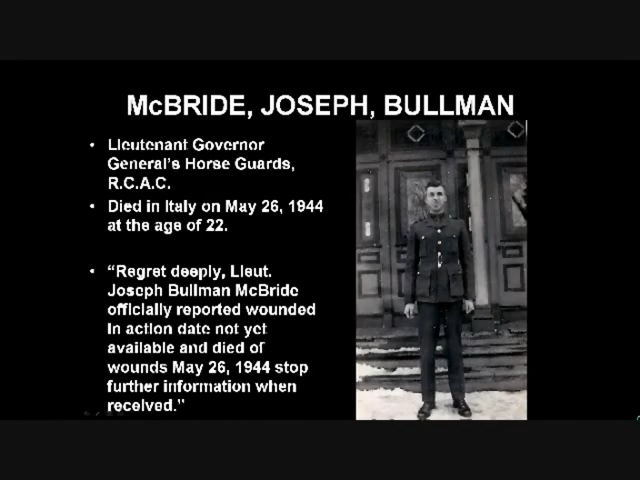 McBRIDE, JOSEPH, BULLMAN
• Lieutenant Governor
General's Horse Guards,
R.C.A.C.
• Died in Italy on May 26, 1944
at the age of 22.
• "Regret deeply, Lieut.
Joseph Bullman McBride
officially reported wounded
in action date not yet
available and died of
wounds May 26, 1944 stop
further information when
received."